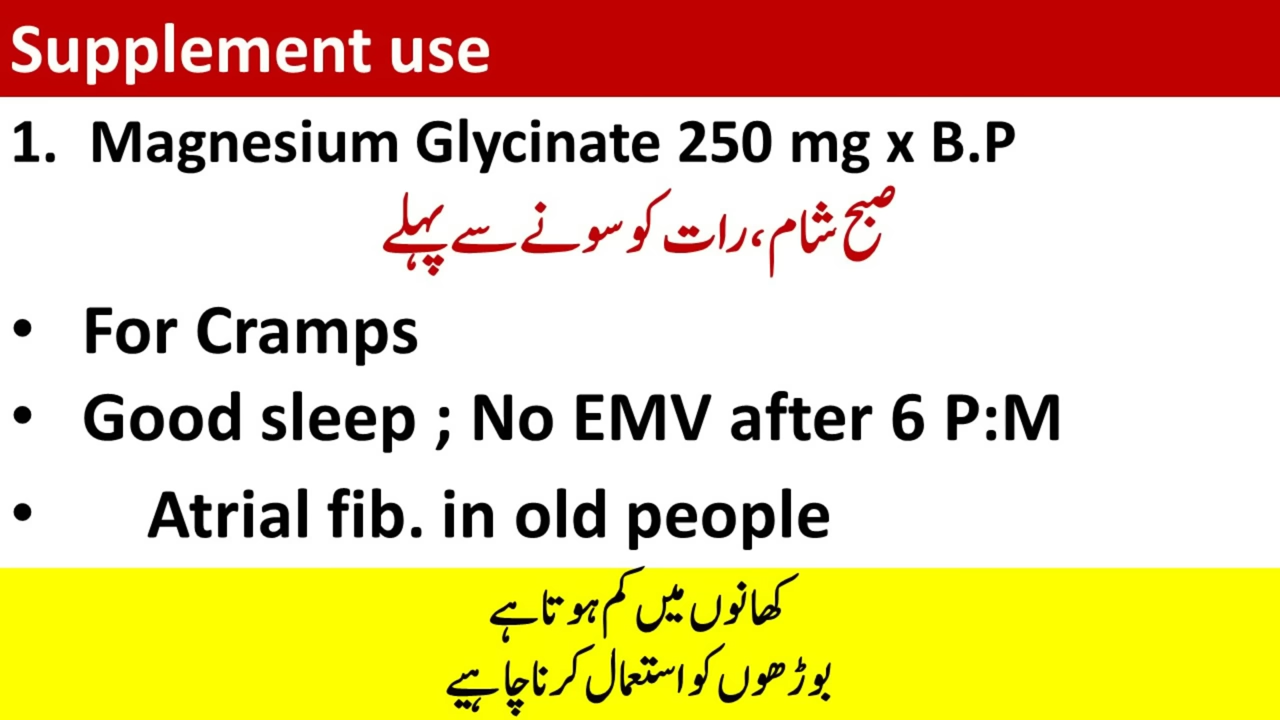 Supplement use
1. Magnesium Glycinate 250 mg x B.P
صبح شام، رات کو سونے سے پہلے
• For Cramps
• Good sleep ; No EMV after 6 P:M
• Atrial fib. in old people
کھانوں میں کم ہوتا ہے
بوڑھوں کو استعمال کرنا چاہیے